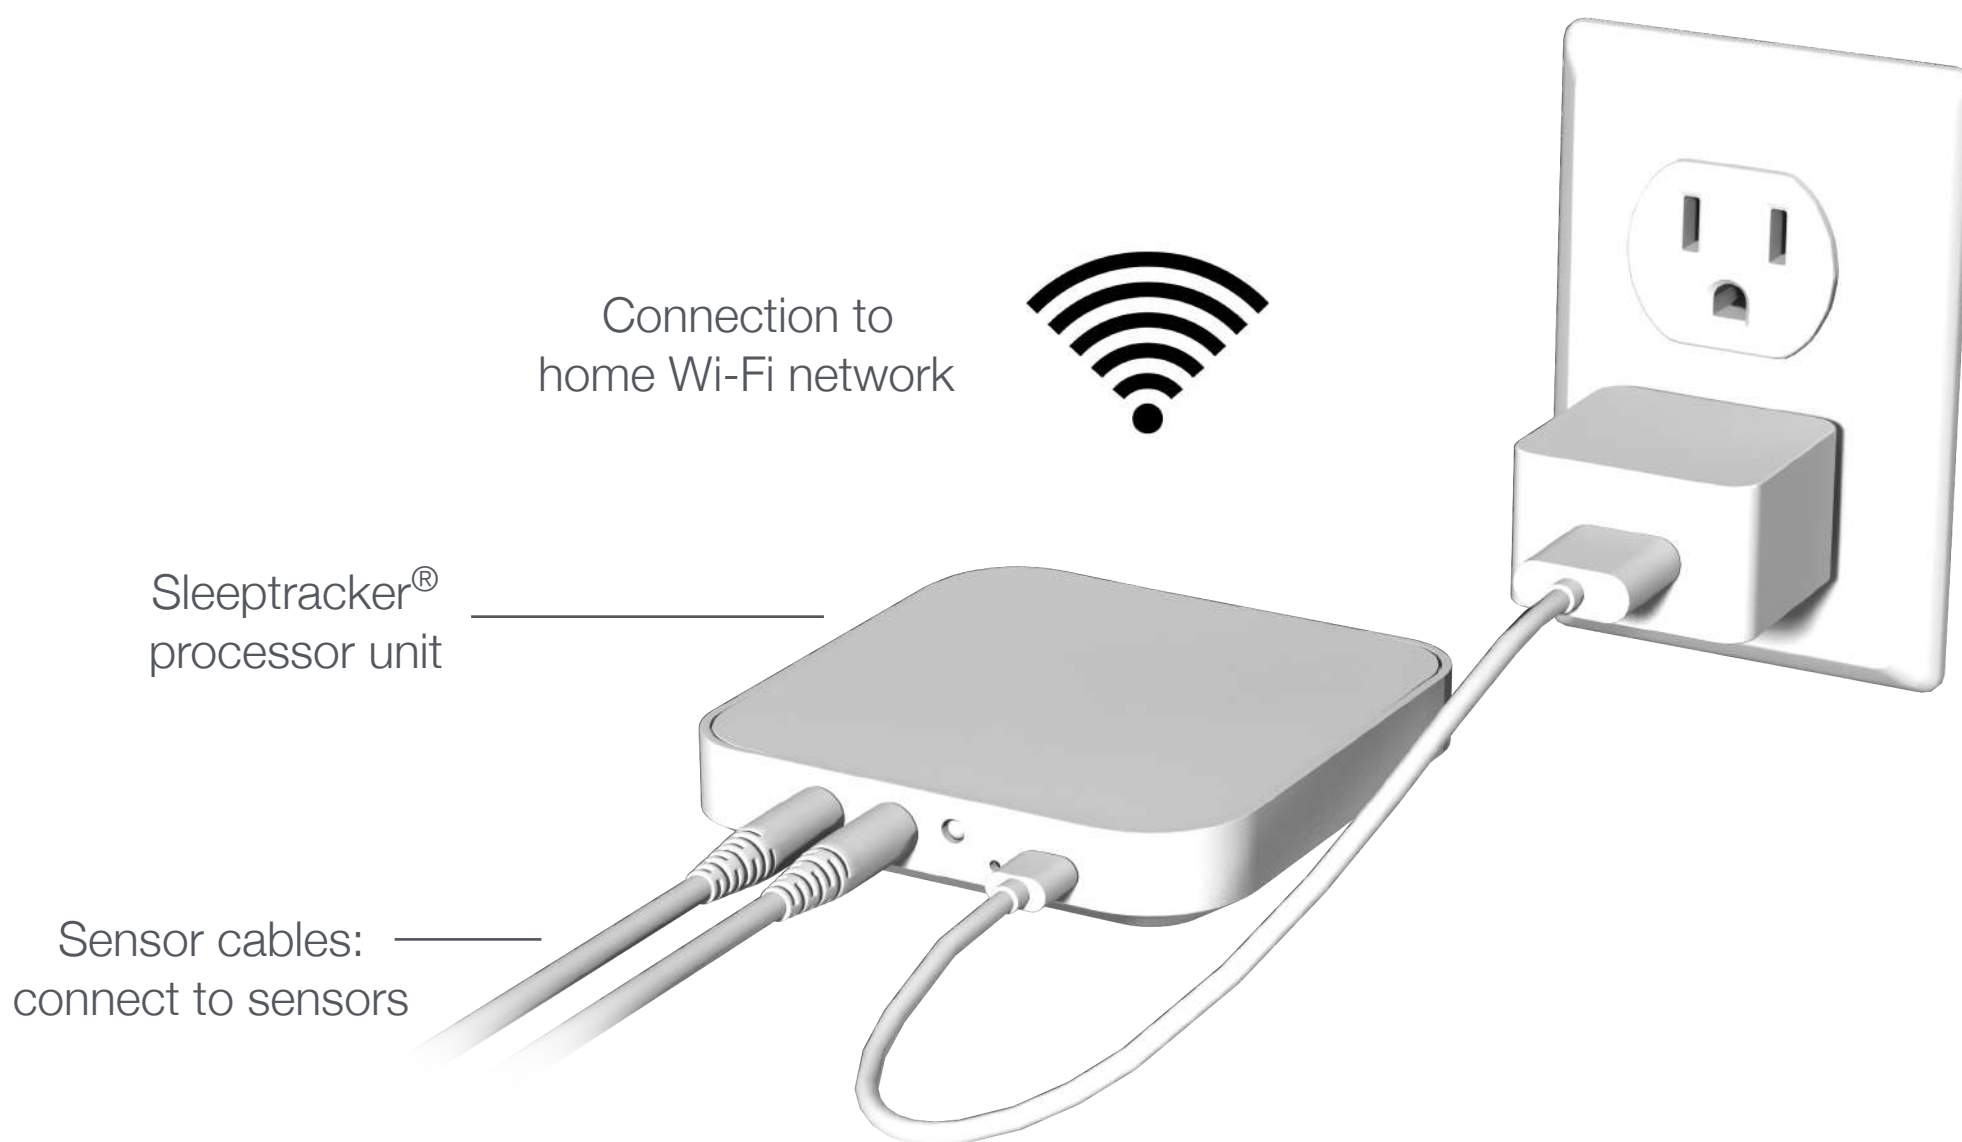 Connection to
home Wi-Fi network
Sleeptracker®
processor unit
Sensor cables:
connect to sensors